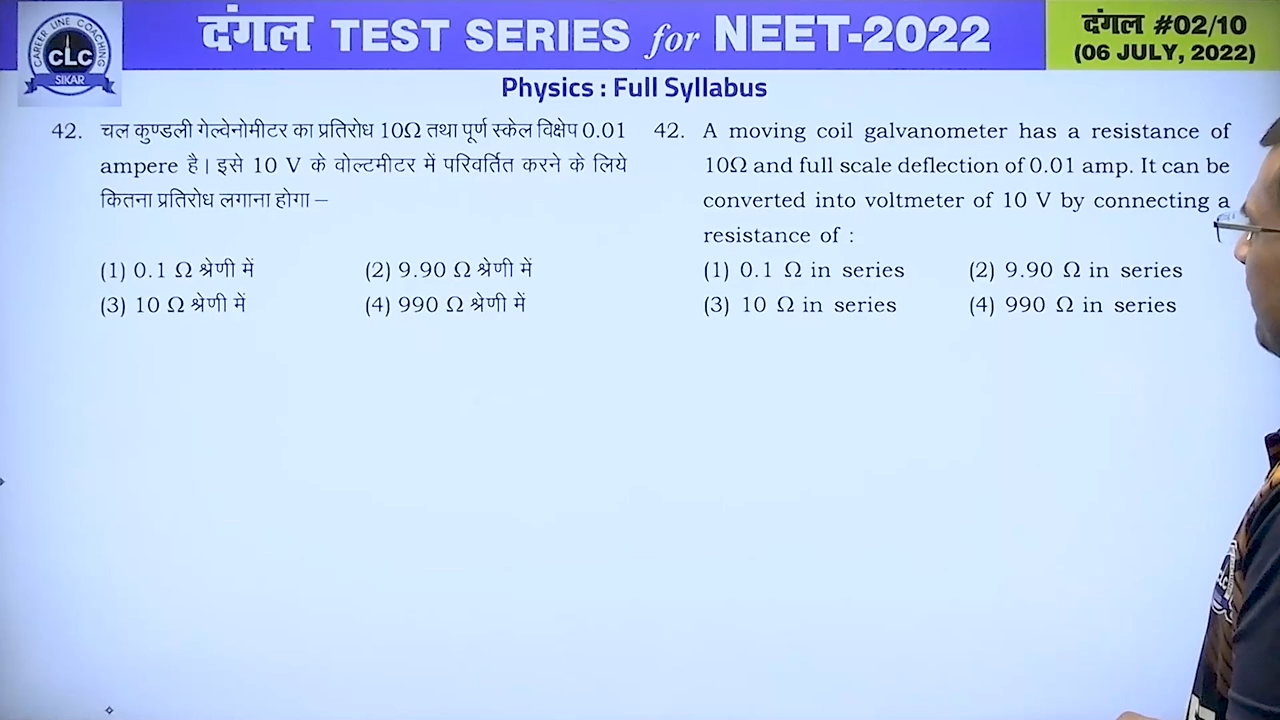 CAREER LINE COACHING
CLC
SIKAR
दंगल TEST SERIES for NEET-2022
दंगल #02/10
(06 JULY, 2022)
Physics : Full Syllabus
42. चल कुण्डली गेल्वेनोमीटर का प्रतिरोध 10Ω तथा पूर्ण स्केल विक्षेप 0.01
ampere है। इसे 10 V के वोल्टमीटर में परिवर्तित करने के लिये
कितना प्रतिरोध लगाना होगा –
(1) 0.1 Ω श्रेणी में (2) 9.90 Ω श्रेणी में
(3) 10 Ω श्रेणी में (4) 990 Ω श्रेणी में
42. A moving coil galvanometer has a resistance of
10Ω and full scale deflection of 0.01 amp. It can be
converted into voltmeter of 10 V by connecting a
resistance of :
(1) 0.1 Ω in series (2) 9.90 Ω in series
(3) 10 Ω in series (4) 990 Ω in series